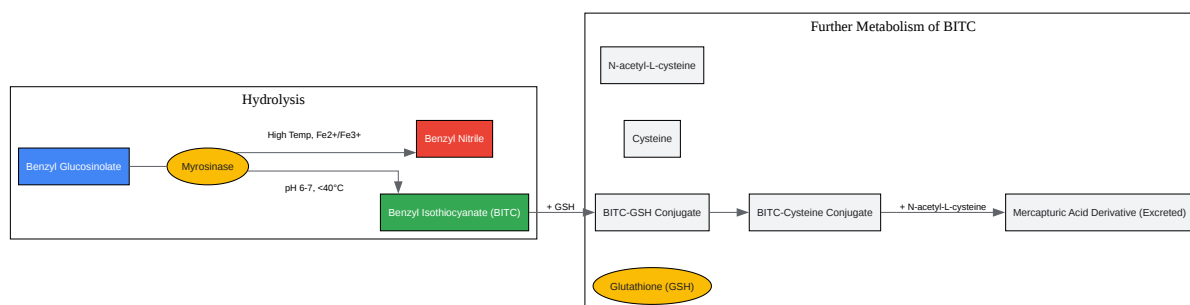 Further Metabolism of BITC
N-acetyl-L-cysteine
Hydrolysis
High Temp, Fe2+/Fe3+
Benzyl Nitrile
Cysteine
Benzyl Glucosinolate
Myrosinase
pH 6-7, <40°C
Benzyl Isothiocyanate (BITC)
+ GSH
BITC-GSH Conjugate
BITC-Cysteine Conjugate
+ N-acetyl-L-cysteine
Mercapturic Acid Derivative (Excreted)
Glutathione (GSH)